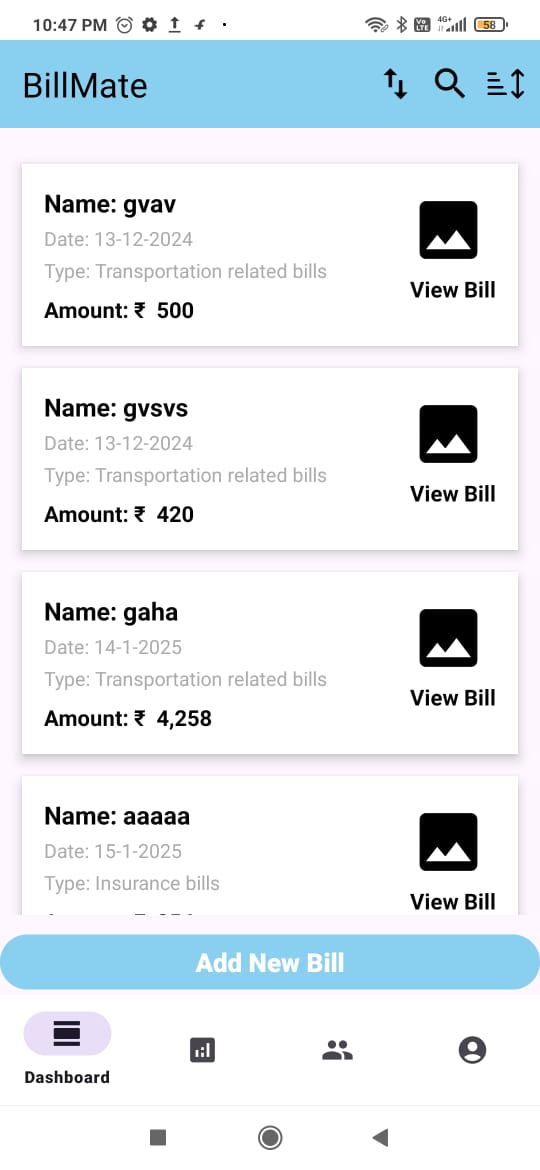 10:47 PM
Vo LTE 4G+ 58
BillMate
Name: gvav
Date: 13-12-2024
Type: Transportation related bills
Amount: ₹ 500
View Bill
Name: gvsvs
Date: 13-12-2024
Type: Transportation related bills
Amount: ₹ 420
View Bill
Name: gaha
Date: 14-1-2025
Type: Transportation related bills
Amount: ₹ 4,258
View Bill
Name: aaaaa
Date: 15-1-2025
Type: Insurance bills
View Bill
Add New Bill
Dashboard